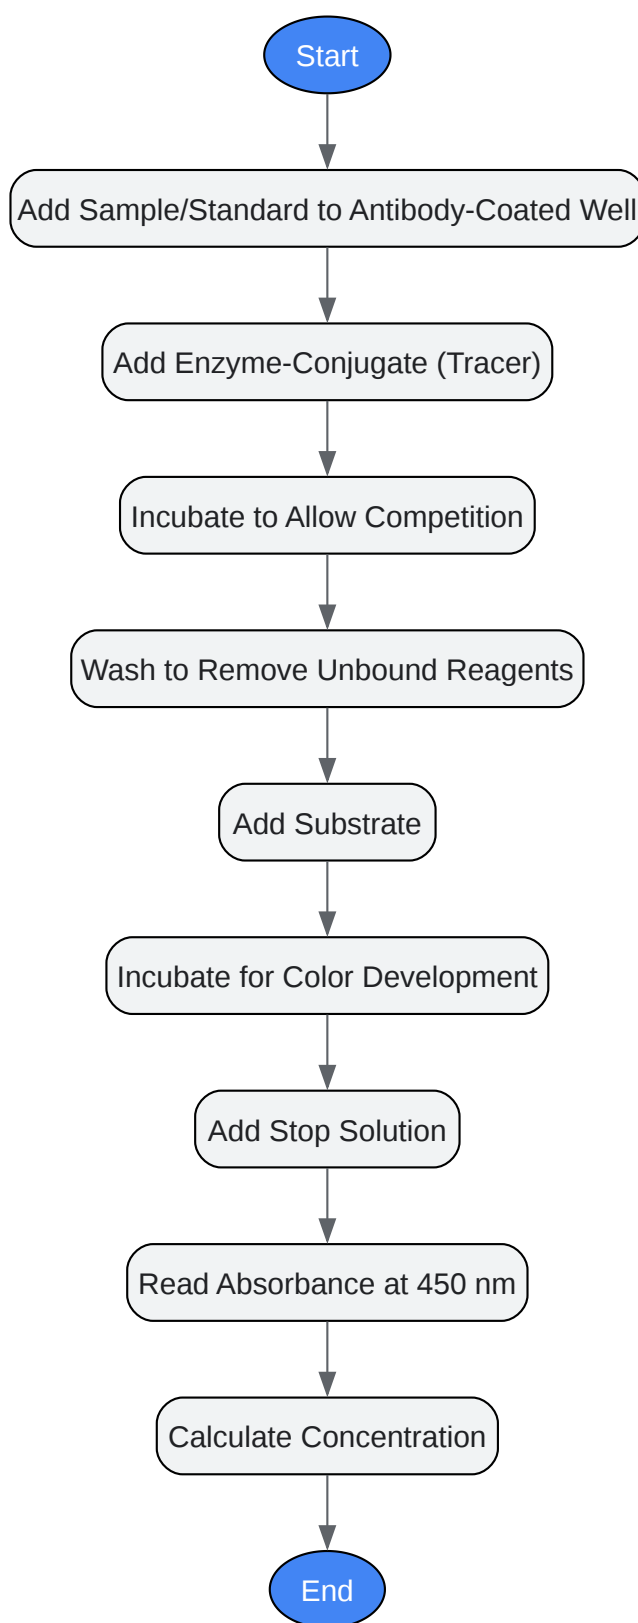 Start
Add Sample/Standard to Antibody-Coated Well
Add Enzyme-Conjugate (Tracer)
Incubate to Allow Competition
Wash to Remove Unbound Reagents
Add Substrate
Incubate for Color Development
Add Stop Solution
Read Absorbance at 450 nm
Calculate Concentration
End